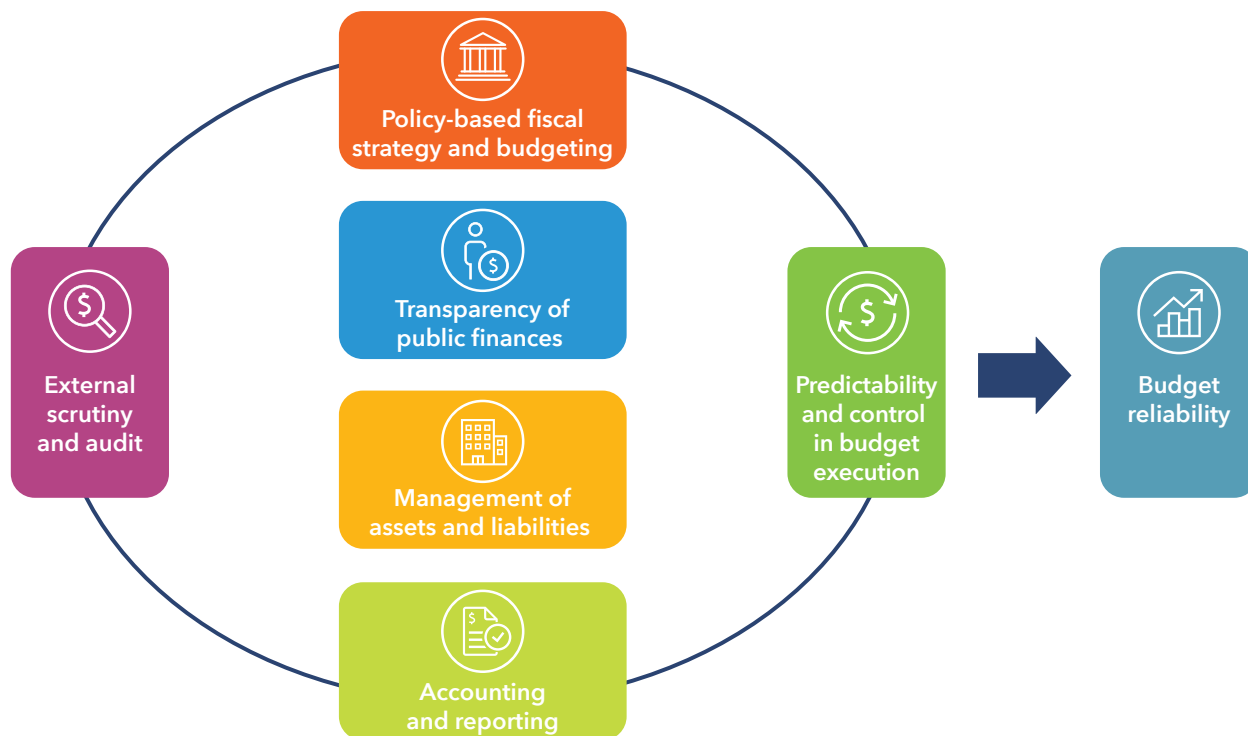 Policy-based fiscal
strategy and budgeting
$
Transparency of
public finances
$
External
scrutiny
and audit
$
Predictability
and control
in budget
execution
Budget
reliability
Management of
assets and liabilities
$
Accounting
and reporting